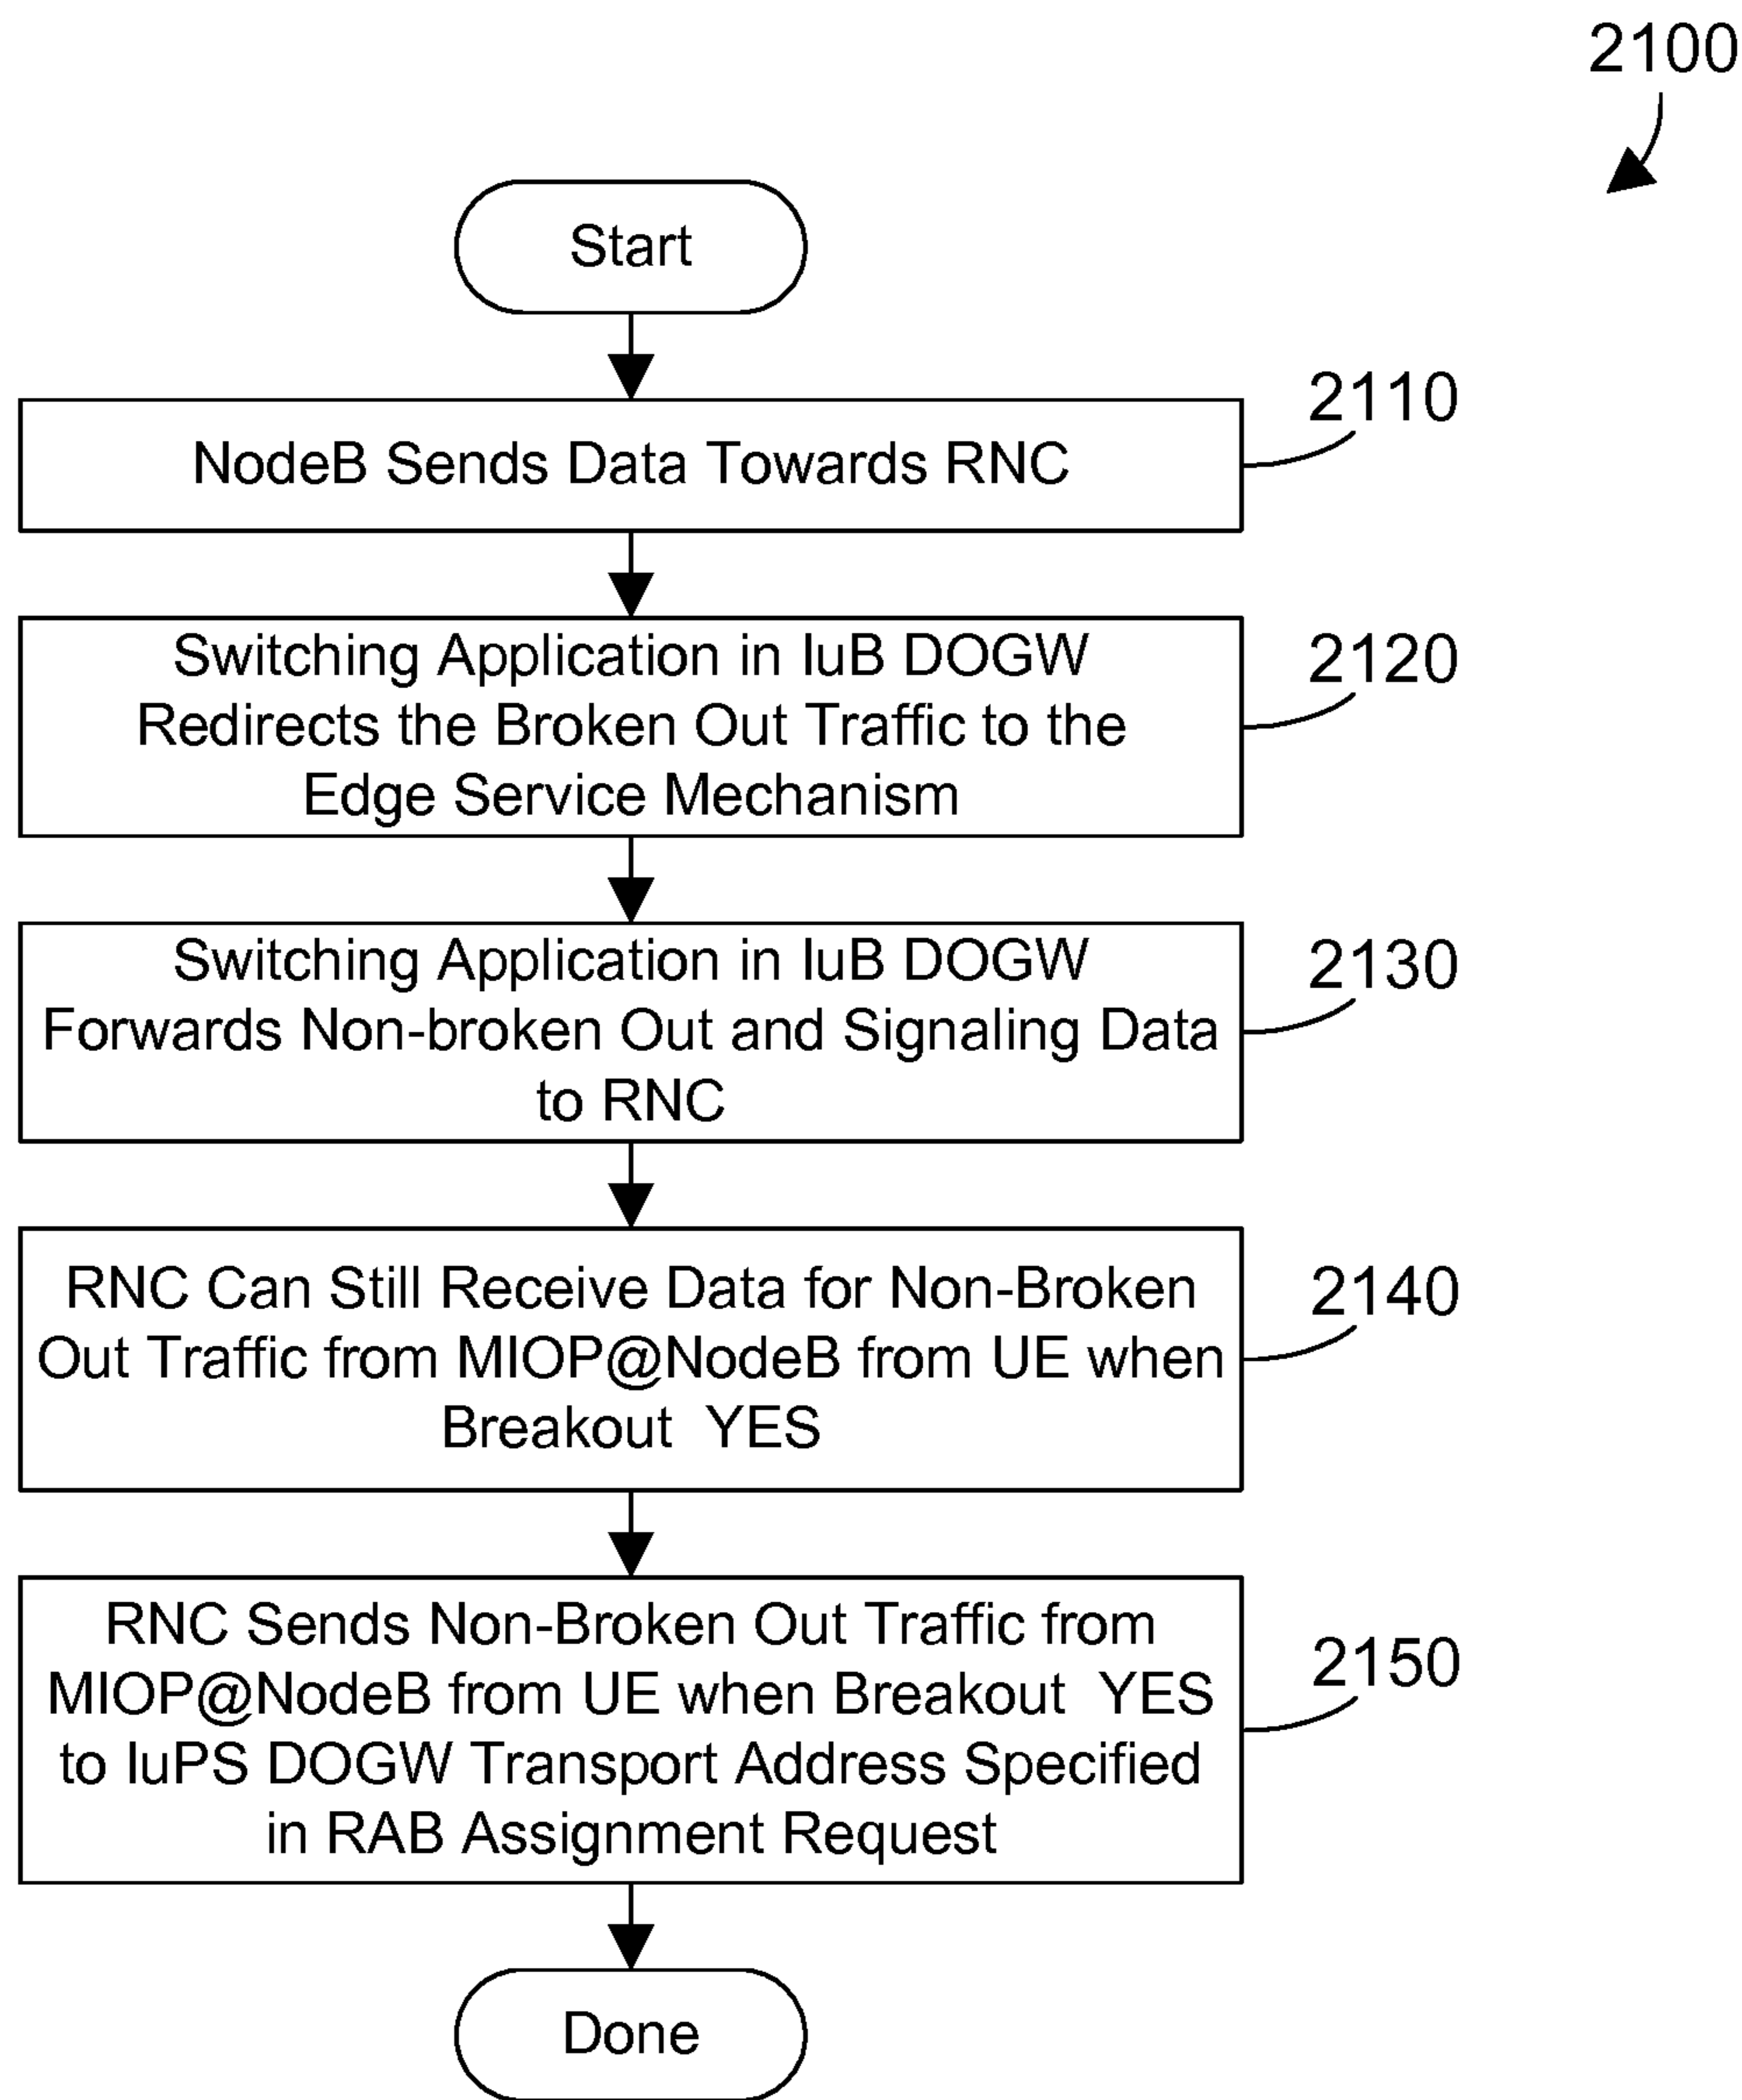 2100
Start
NodeB Sends Data Towards RNC
2110
Switching Application in IuB DOGW
Redirects the Broken Out Traffic to the
Edge Service Mechanism
2120
Switching Application in IuB DOGW
Forwards Non-broken Out and Signaling Data
to RNC
2130
RNC Can Still Receive Data for Non-Broken
Out Traffic from MIOP@NodeB from UE when
Breakout  YES
2140
RNC Sends Non-Broken Out Traffic from
MIOP@NodeB from UE when Breakout  YES
to IuPS DOGW Transport Address Specified
in RAB Assignment Request
2150
Done